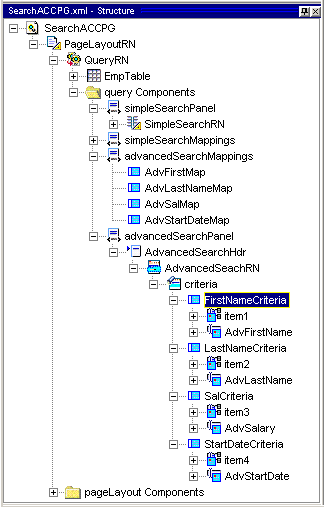 SearchACCPG.xml - Structure
SearchACCPG
PageLayoutRN
QueryRN
EmpTable
query Components
simpleSearchPanel
SimpleSearchRN
simpleSearchMappings
advancedSearchMappings
AdvFirstMap
AdvLastNameMap
AdvSalMap
AdvStartDateMap
advancedSearchPanel
AdvancedSearchHdr
AdvancedSeachRN
criteria
FirstNameCriteria
item1
AdvFirstName
LastNameCriteria
item2
AdvLastName
SalCriteria
item3
AdvSalary
StartDateCriteria
item4
AdvStartDate
pageLayout Components